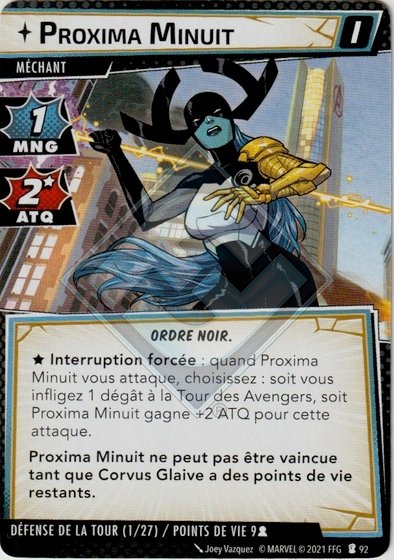 PROXIMA MINUIT
I
MÉCHANT
1
MNG
2★
ATQ
ORDRE NOIR.
★ Interruption forcée : quand Proxima
Minuit vous attaque, choisissez : soit vous
infligez 1 dégât à la Tour des Avengers, soit
Proxima Minuit gagne +2 ATQ pour cette
attaque.
Proxima Minuit ne peut pas être vaincue
tant que Corvus Glaive a des points de vie
restants.
DÉFENSE DE LA TOUR (1/27) / POINTS DE VIE 9
Joey Vazquez © MARVEL © 2021 FFG 92